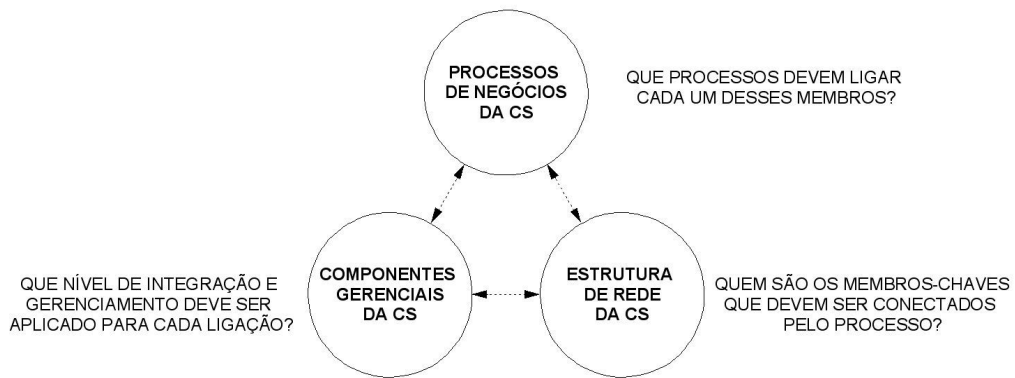 PROCESSOS
DE NEGÓCIOS
DA CS
QUE PROCESSOS DEVEM LIGAR
CADA UM DESSES MEMBROS?
QUE NÍVEL DE INTEGRAÇÃO E
GERENCIAMENTO DEVE SER
APLICADO PARA CADA LIGAÇÃO?
COMPONENTES
GERENCIAIS
DA CS
ESTRUTURA
DE REDE
DA CS
QUEM SÃO OS MEMBROS-CHAVES
QUE DEVEM SER CONECTADOS
PELO PROCESSO?